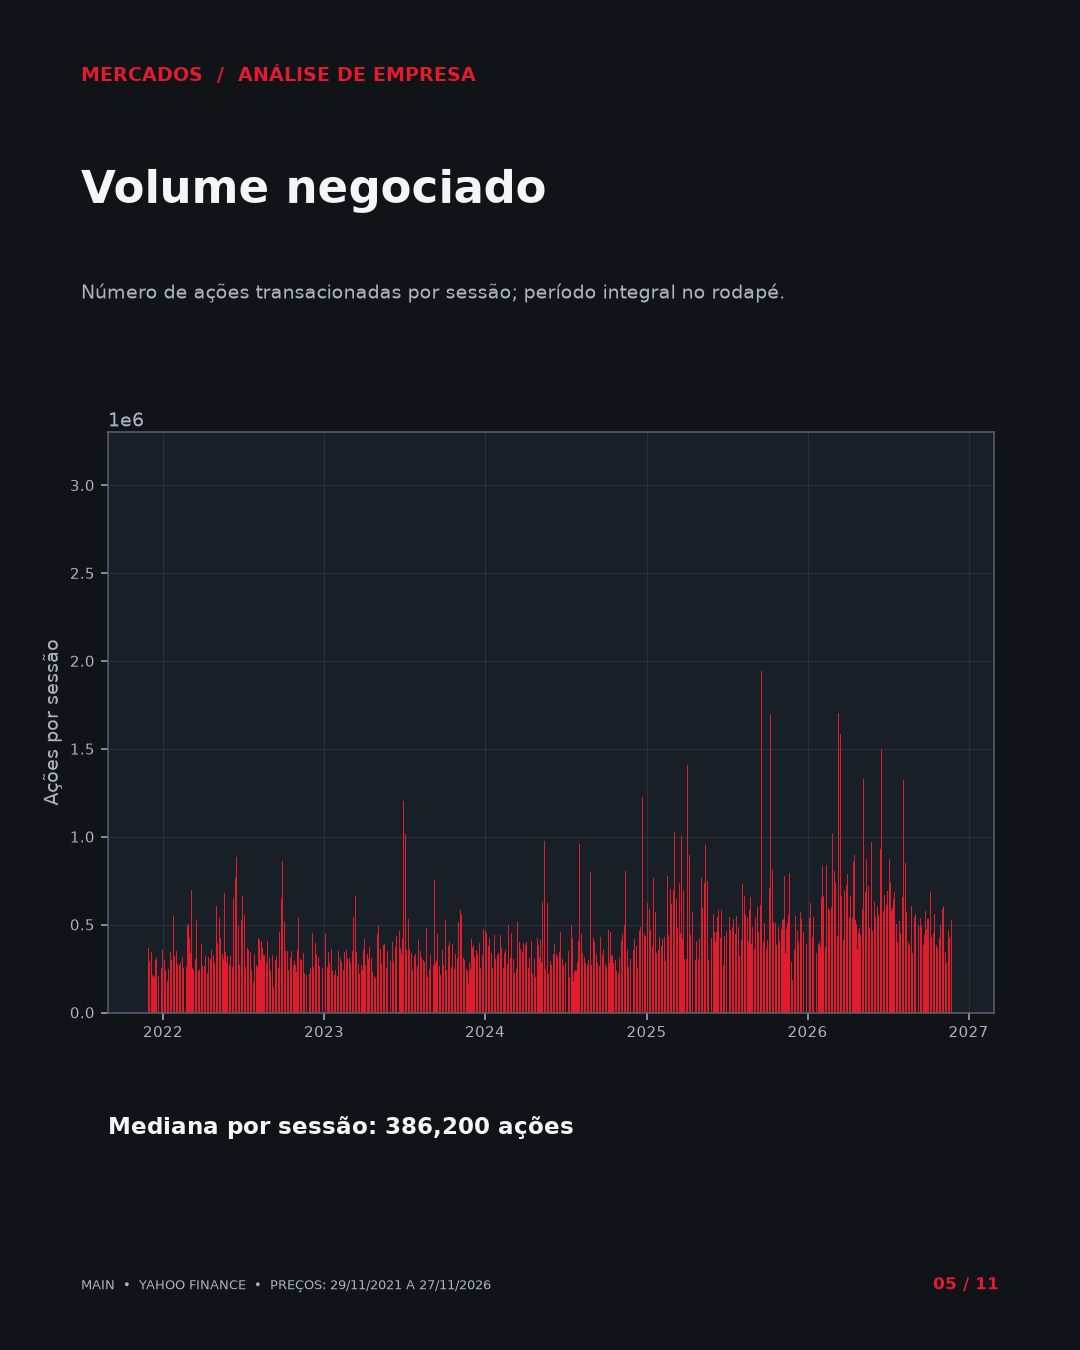 MERCADOS / ANÁLISE DE EMPRESA
Volume negociado
Número de ações transacionadas por sessão; período integral no rodapé.
1e6
3.0
2.5
2.0
1.5
1.0
0.5
0.0
Ações por sessão
2022 2023 2024 2025 2026 2027
Mediana por sessão: 386,200 ações
MAIN • YAHOO FINANCE • PREÇOS: 29/11/2021 A 27/11/2026
05 / 11